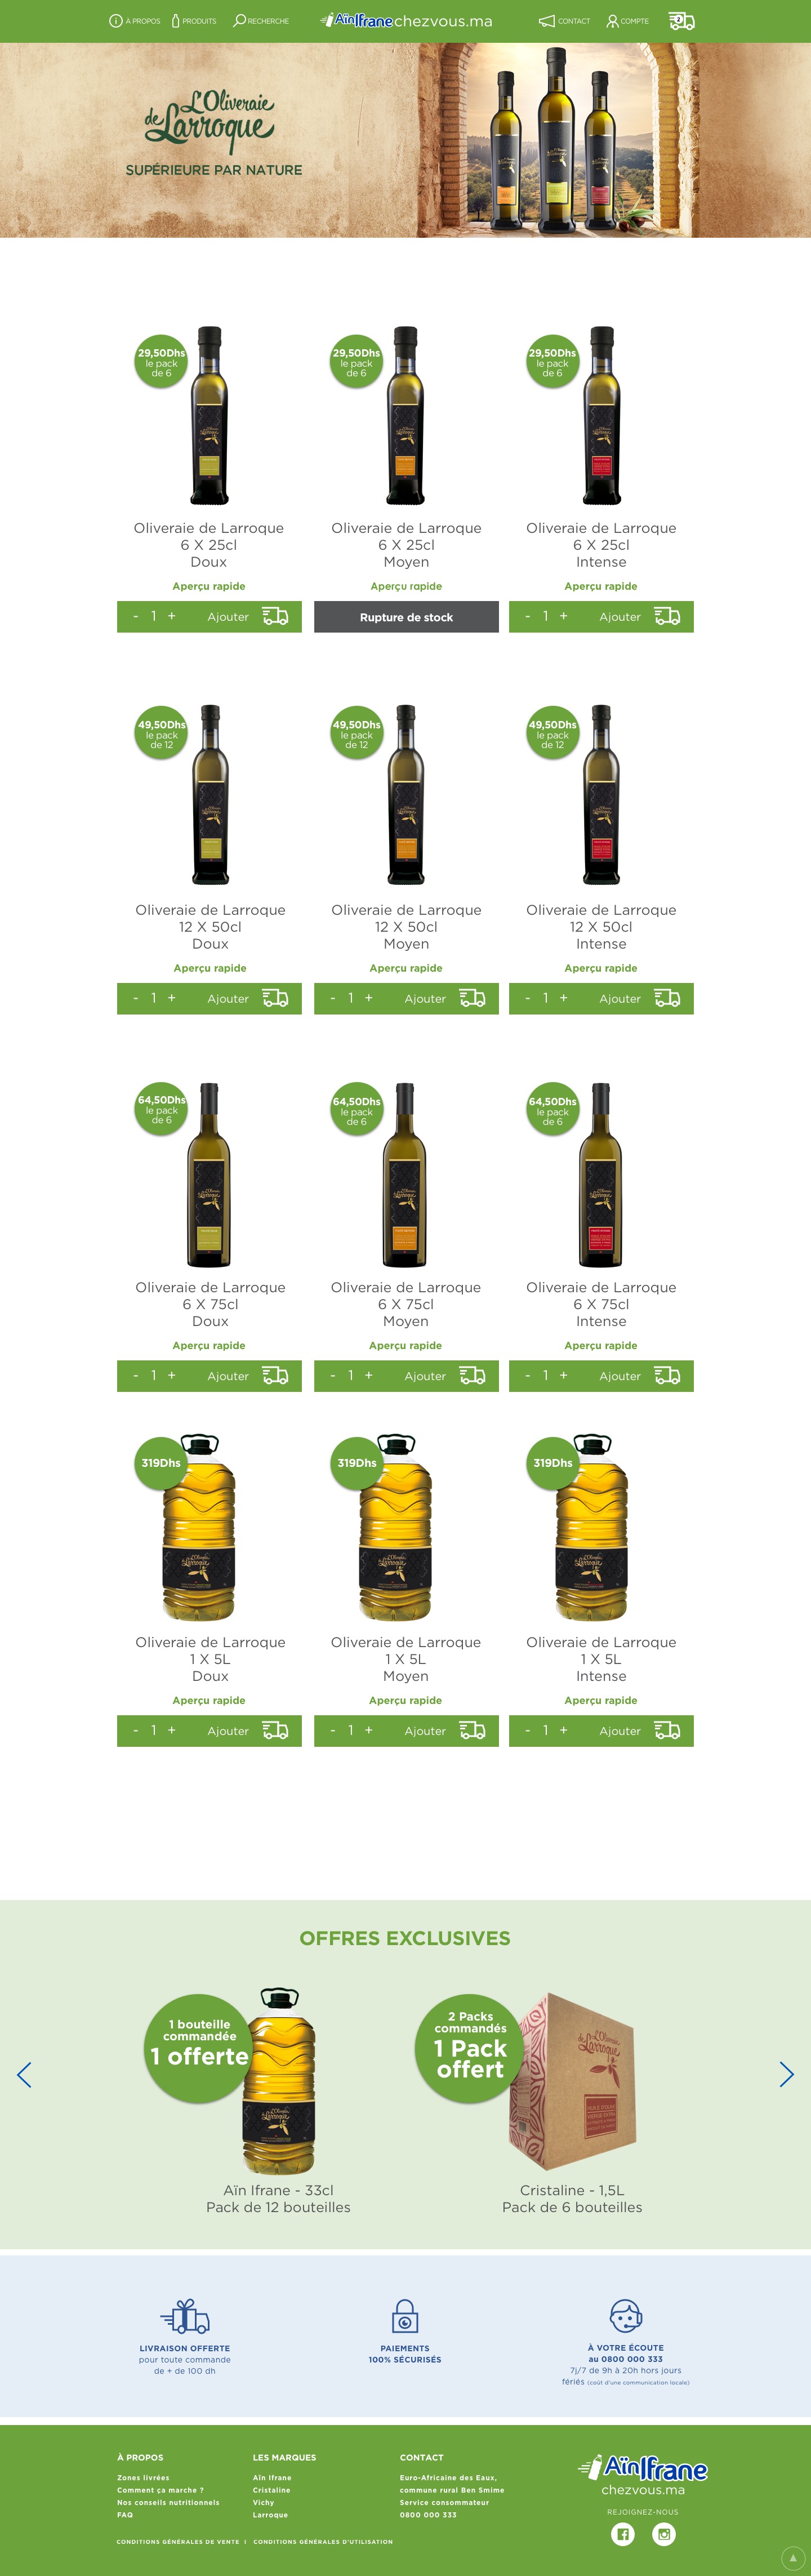 À PROPOS
PRODUITS
RECHERCHE
AïnIfrane chezvous.ma
CONTACT
COMPTE
2
L'Oliveraie
de Larroque
SUPÉRIEURE PAR NATURE
29,50Dhs
le pack
de 6
29,50Dhs
le pack
de 6
29,50Dhs
le pack
de 6
Oliveraie de Larroque
6 X 25cl
Doux
Oliveraie de Larroque
6 X 25cl
Moyen
Oliveraie de Larroque
6 X 25cl
Intense
Aperçu rapide
Aperçu rapide
Aperçu rapide
- 1 + Ajouter
Rupture de stock
- 1 + Ajouter
49,50Dhs
le pack
de 12
49,50Dhs
le pack
de 12
49,50Dhs
le pack
de 12
Oliveraie de Larroque
12 X 50cl
Doux
Oliveraie de Larroque
12 X 50cl
Moyen
Oliveraie de Larroque
12 X 50cl
Intense
Aperçu rapide
Aperçu rapide
Aperçu rapide
- 1 + Ajouter
- 1 + Ajouter
- 1 + Ajouter
64,50Dhs
le pack
de 6
64,50Dhs
le pack
de 6
64,50Dhs
le pack
de 6
Oliveraie de Larroque
6 X 75cl
Doux
Oliveraie de Larroque
6 X 75cl
Moyen
Oliveraie de Larroque
6 X 75cl
Intense
Aperçu rapide
Aperçu rapide
Aperçu rapide
- 1 + Ajouter
- 1 + Ajouter
- 1 + Ajouter
319Dhs
319Dhs
319Dhs
Oliveraie de Larroque
1 X 5L
Doux
Oliveraie de Larroque
1 X 5L
Moyen
Oliveraie de Larroque
1 X 5L
Intense
Aperçu rapide
Aperçu rapide
Aperçu rapide
- 1 + Ajouter
- 1 + Ajouter
- 1 + Ajouter
OFFRES EXCLUSIVES
1 bouteille
commandée
1 offerte
2 Packs
commandés
1 Pack
offert
L'Oliveraie
de Larroque
Aïn Ifrane - 33cl
Pack de 12 bouteilles
Cristaline - 1,5L
Pack de 6 bouteilles
LIVRAISON OFFERTE
pour toute commande
de + de 100 dh
PAIEMENTS
100% SÉCURISÉS
À VOTRE ÉCOUTE
au 0800 000 333
7j/7 de 9h à 20h hors jours
fériés (coût d'une communication locale)
À PROPOS
Zones livrées
Comment ça marche ?
Nos conseils nutritionnels
FAQ
LES MARQUES
Aïn Ifrane
Cristaline
Vichy
Larroque
CONTACT
Euro-Africaine des Eaux,
commune rural Ben Smime
Service consommateur
0800 000 333
AïnIfrane
chezvous.ma
REJOIGNEZ-NOUS
CONDITIONS GÉNÉRALES DE VENTE I CONDITIONS GÉNÉRALES D'UTILISATION